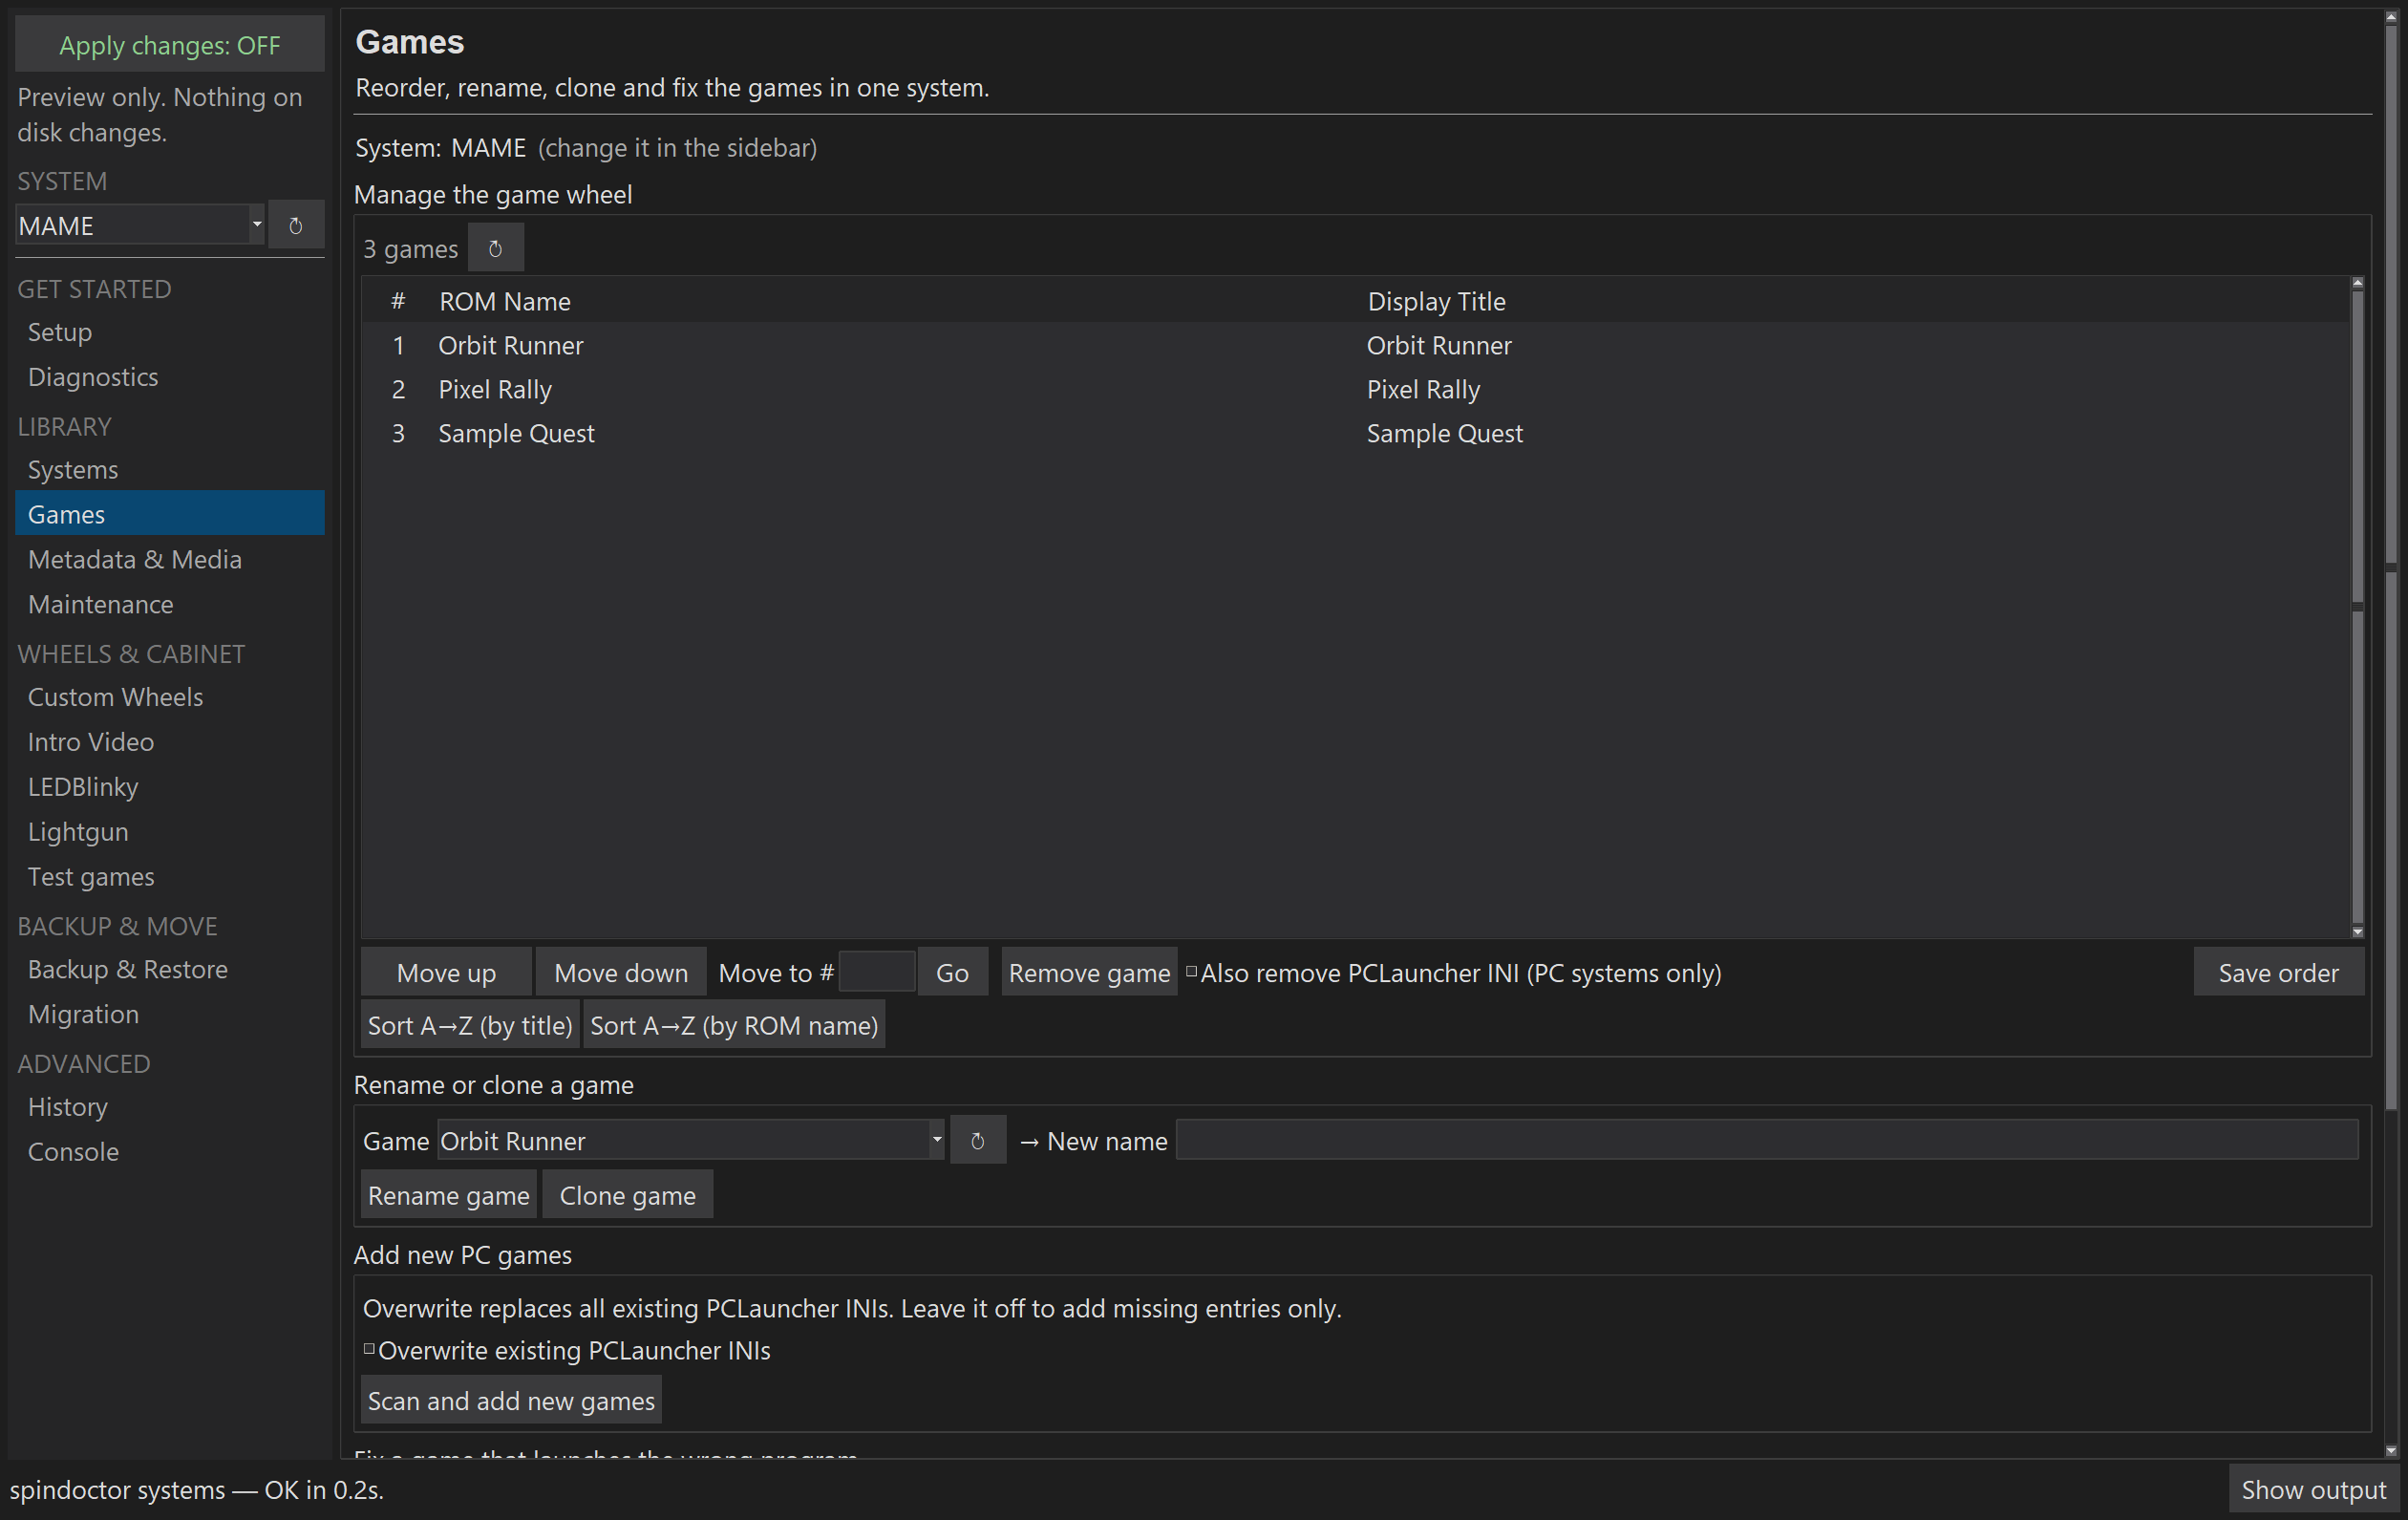 Apply changes: OFF
Preview only. Nothing on
disk changes.
SYSTEM
MAME
GET STARTED
Setup
Diagnostics
LIBRARY
Systems
Games
Metadata & Media
Maintenance
WHEELS & CABINET
Custom Wheels
Intro Video
LEDBlinky
Lightgun
Test games
BACKUP & MOVE
Backup & Restore
Migration
ADVANCED
History
Console
Games
Reorder, rename, clone and fix the games in one system.
System: MAME (change it in the sidebar)
Manage the game wheel
3 games
# ROM Name Display Title
1 Orbit Runner Orbit Runner
2 Pixel Rally Pixel Rally
3 Sample Quest Sample Quest
Move up Move down Move to # Go Remove game Also remove PCLauncher INI (PC systems only) Save order
Sort A→Z (by title) Sort A→Z (by ROM name)
Rename or clone a game
Game Orbit Runner → New name
Rename game Clone game
Add new PC games
Overwrite replaces all existing PCLauncher INIs. Leave it off to add missing entries only.
Overwrite existing PCLauncher INIs
Scan and add new games
Fix a game that launches the wrong program
spindoctor systems — OK in 0.2s.
Show output